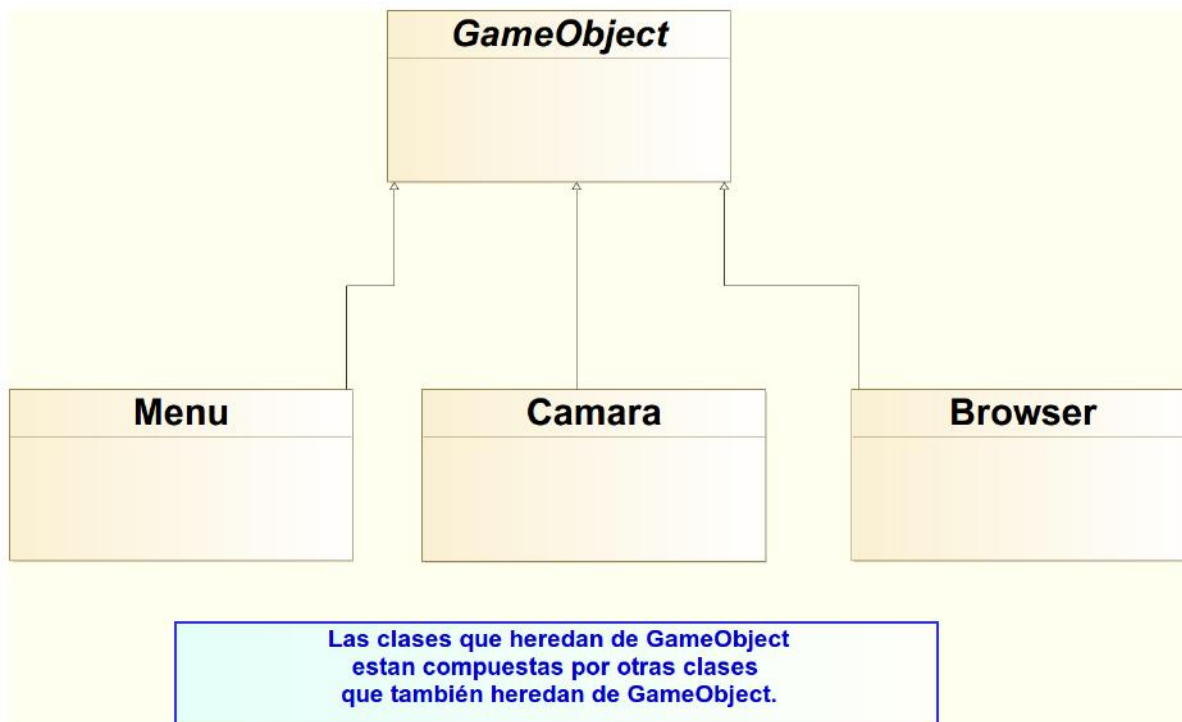 GameObject
Menu
Camara
Browser
Las clases que heredan de GameObject
estan compuestas por otras clases
que también heredan de GameObject.